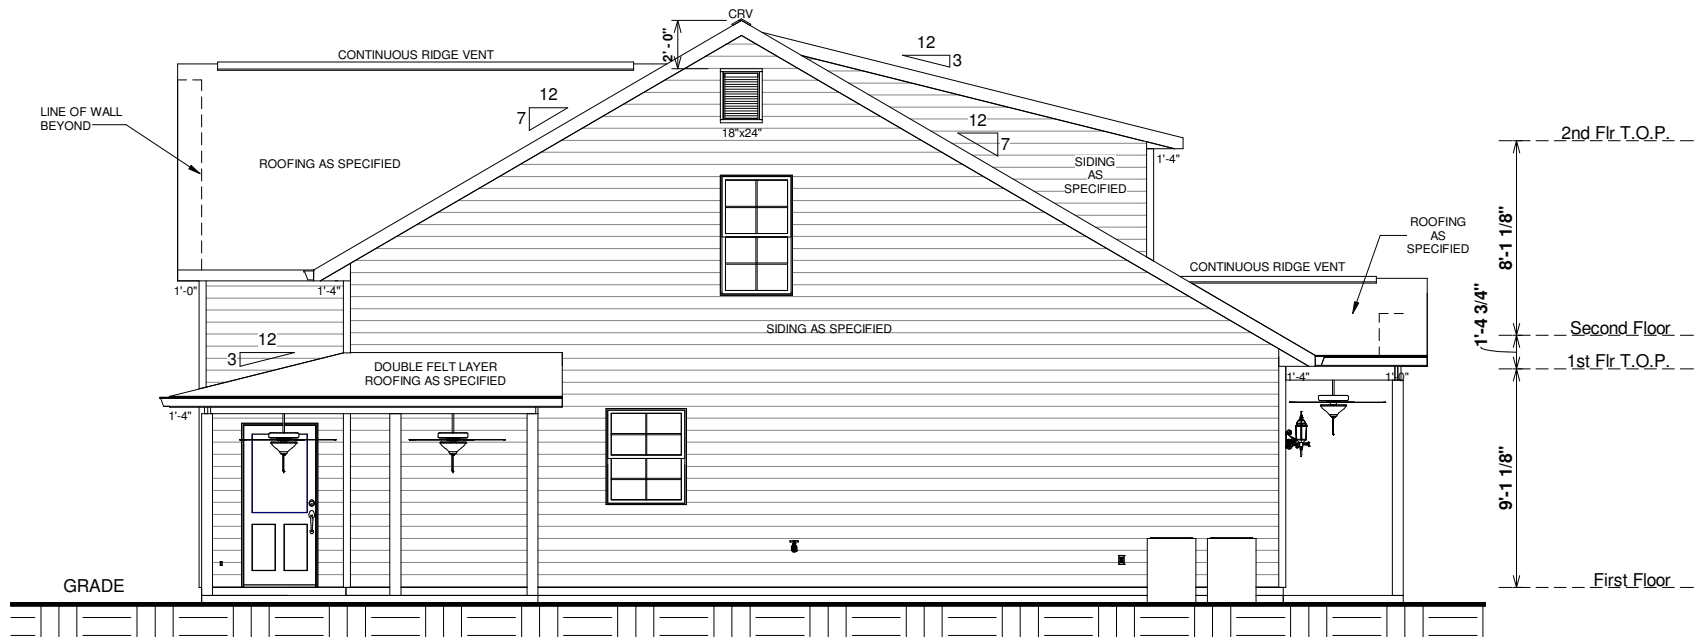 CRV
2'-0"
CONTINUOUS RIDGE VENT
12
3
12
7
LINE OF WALL
BEYOND
ROOFING AS SPECIFIED
18"x24"
12
7
2nd Flr T.O.P.
1'-4"
SIDING
AS
SPECIFIED
ROOFING
AS
SPECIFIED
8'-1 1/8"
CONTINUOUS RIDGE VENT
1'-0"
1'-4"
SIDING AS SPECIFIED
1'-4 3/4"
Second Floor
12
3
DOUBLE FELT LAYER
ROOFING AS SPECIFIED
1st Flr T.O.P.
1'-4"
1'-0"
1'-4"
9'-1 1/8"
GRADE
First Floor